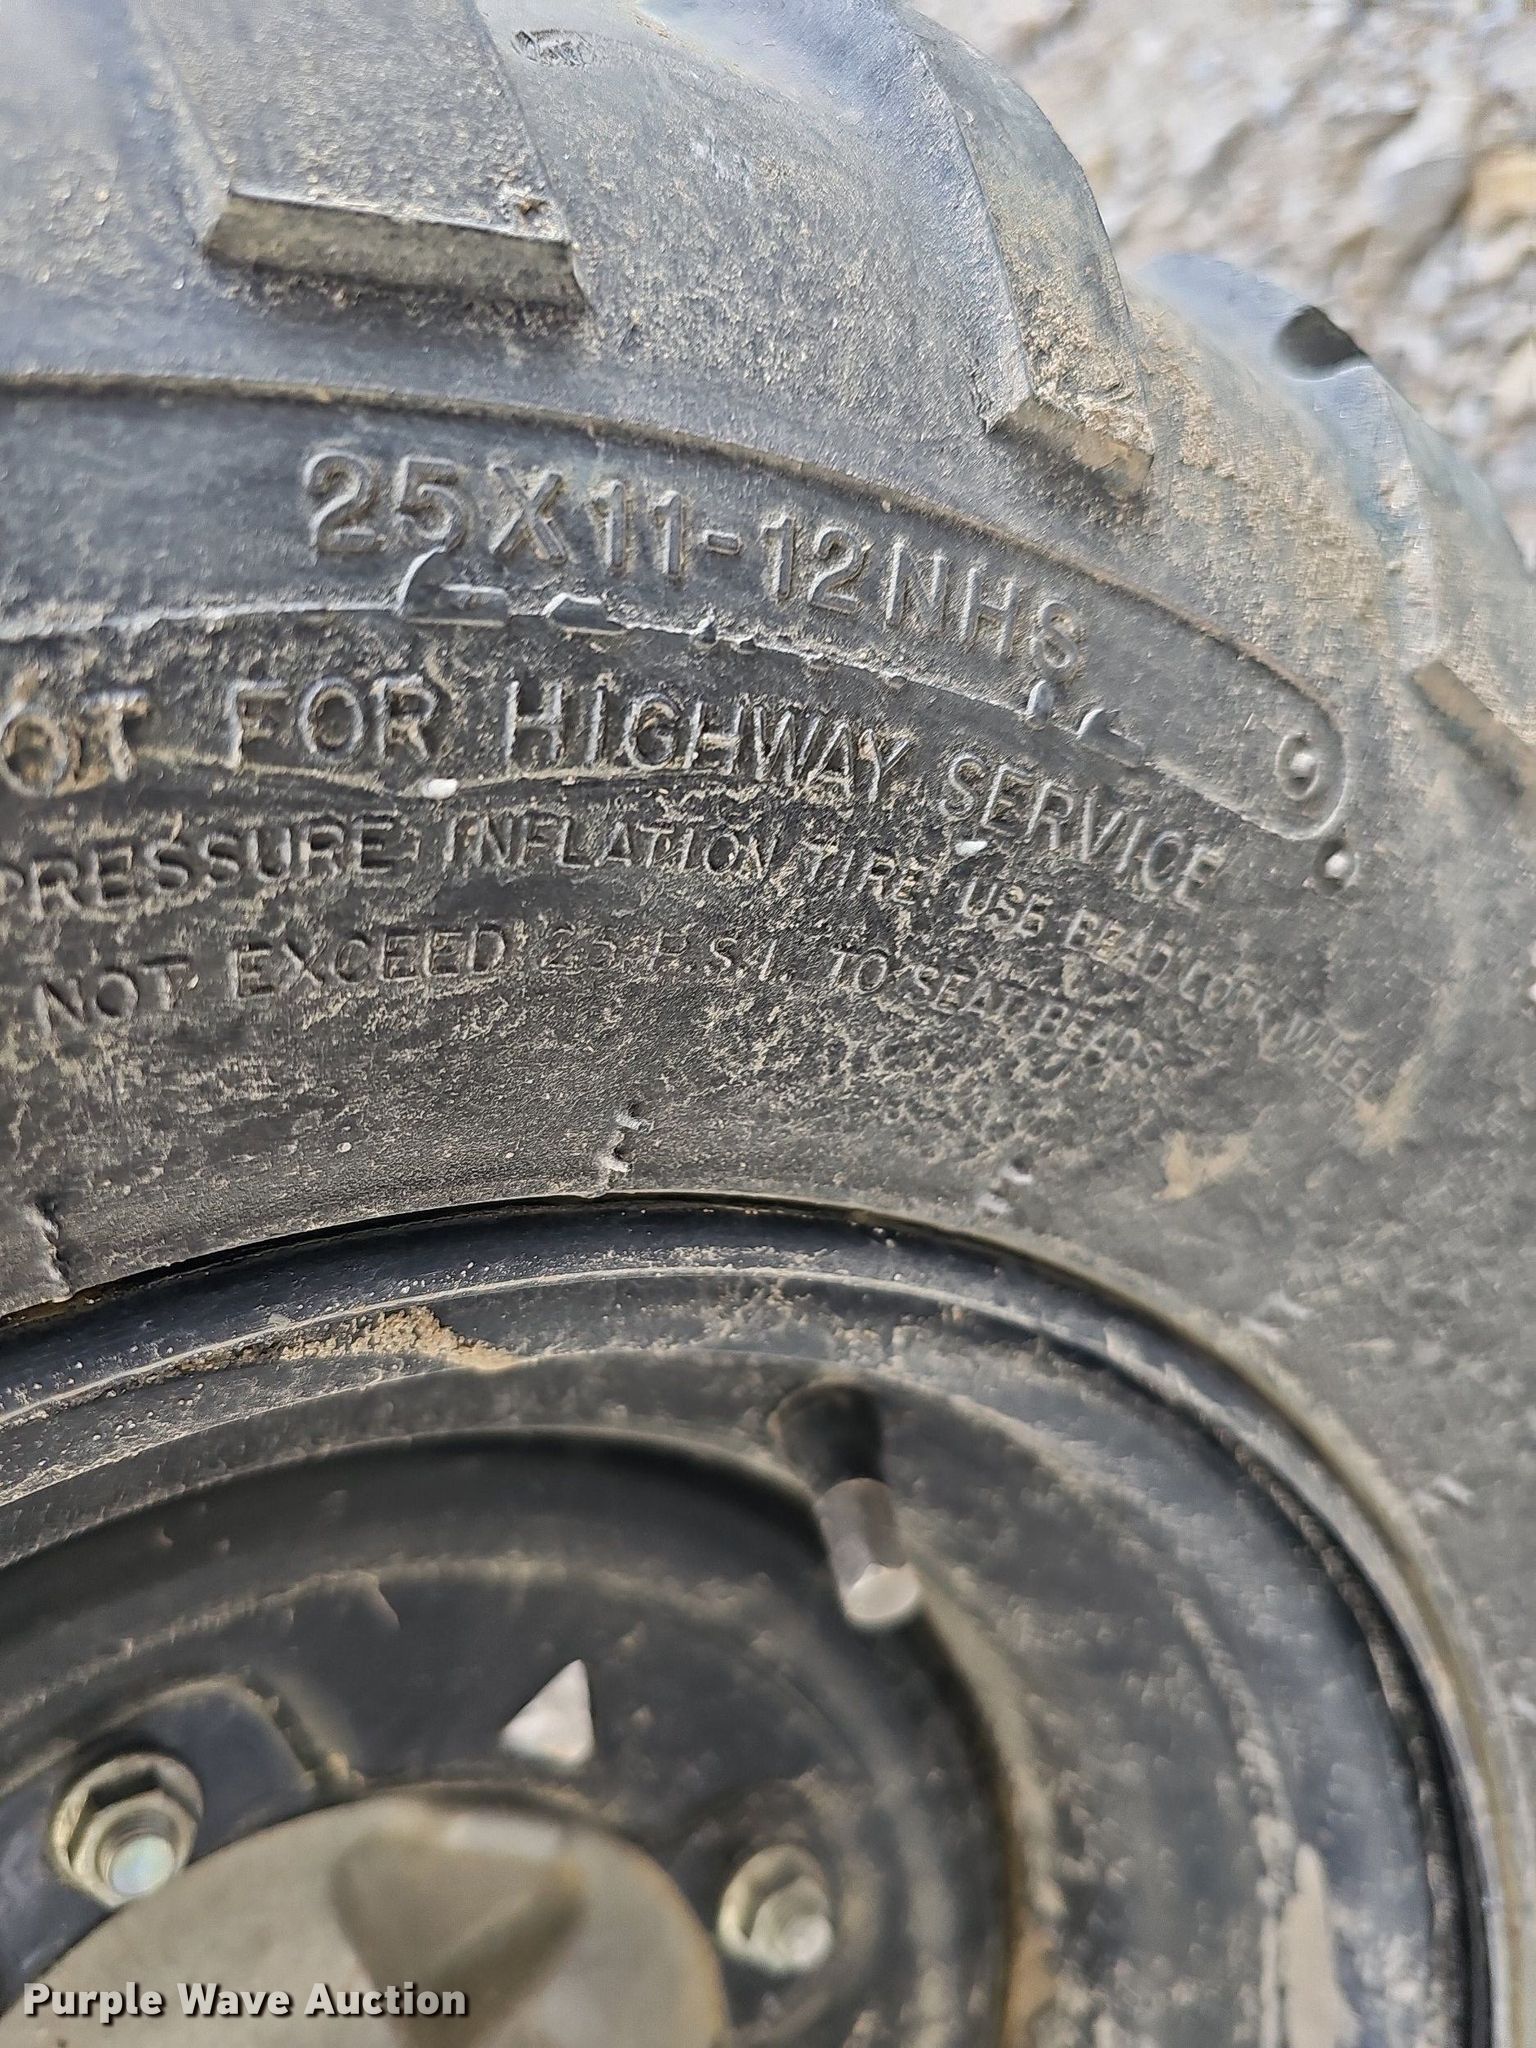 25X11-12NHS
OT FOR HIGHWAY SERVICE
PRESSURE INFLATION TIRE. USE BEAD LOCK WHEEL
NOT EXCEED 25 P.S.I. TO SEAT BEADS
Purple Wave Auction